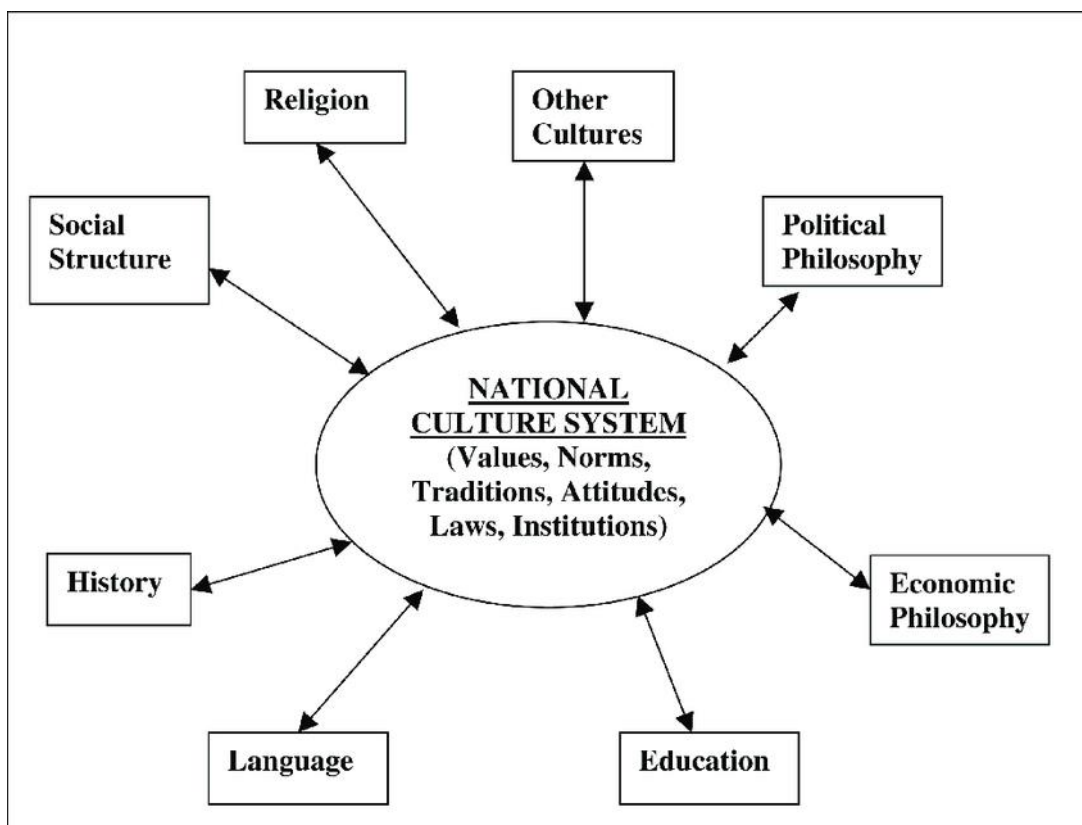 Religion
Other
Cultures
Social
Structure
Political
Philosophy
NATIONAL
CULTURE SYSTEM
(Values, Norms,
Traditions, Attitudes,
Laws, Institutions)
History
Economic
Philosophy
Language
Education